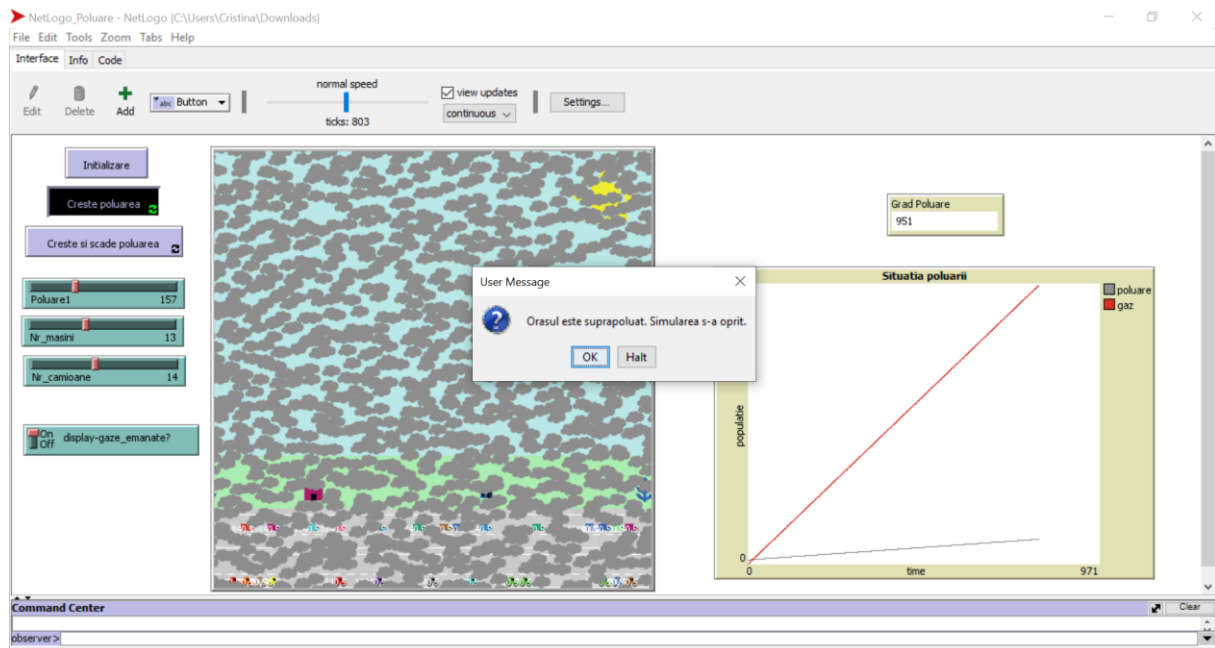 NetLogo_Poluare - NetLogo {C:\Users\Cristina\Downloads}
File Edit Tools Zoom Tabs Help
Interface Info Code
Edit Delete Add abc Button normal speed ticks: 803 view updates continuous Settings...
Initializare
Creste poluarea
Creste si scade poluarea
Poluare1 157
Nr_masini 13
Nr_camioane 14
On
Off display-gaze_emanate?
User Message
Orasul este suprapoluat. Simularea s-a oprit.
OK Halt
Grad Poluare
951
Situatia poluarii
poluare
gaz
populatie
0
0 time 971
Command Center Clear
observer>